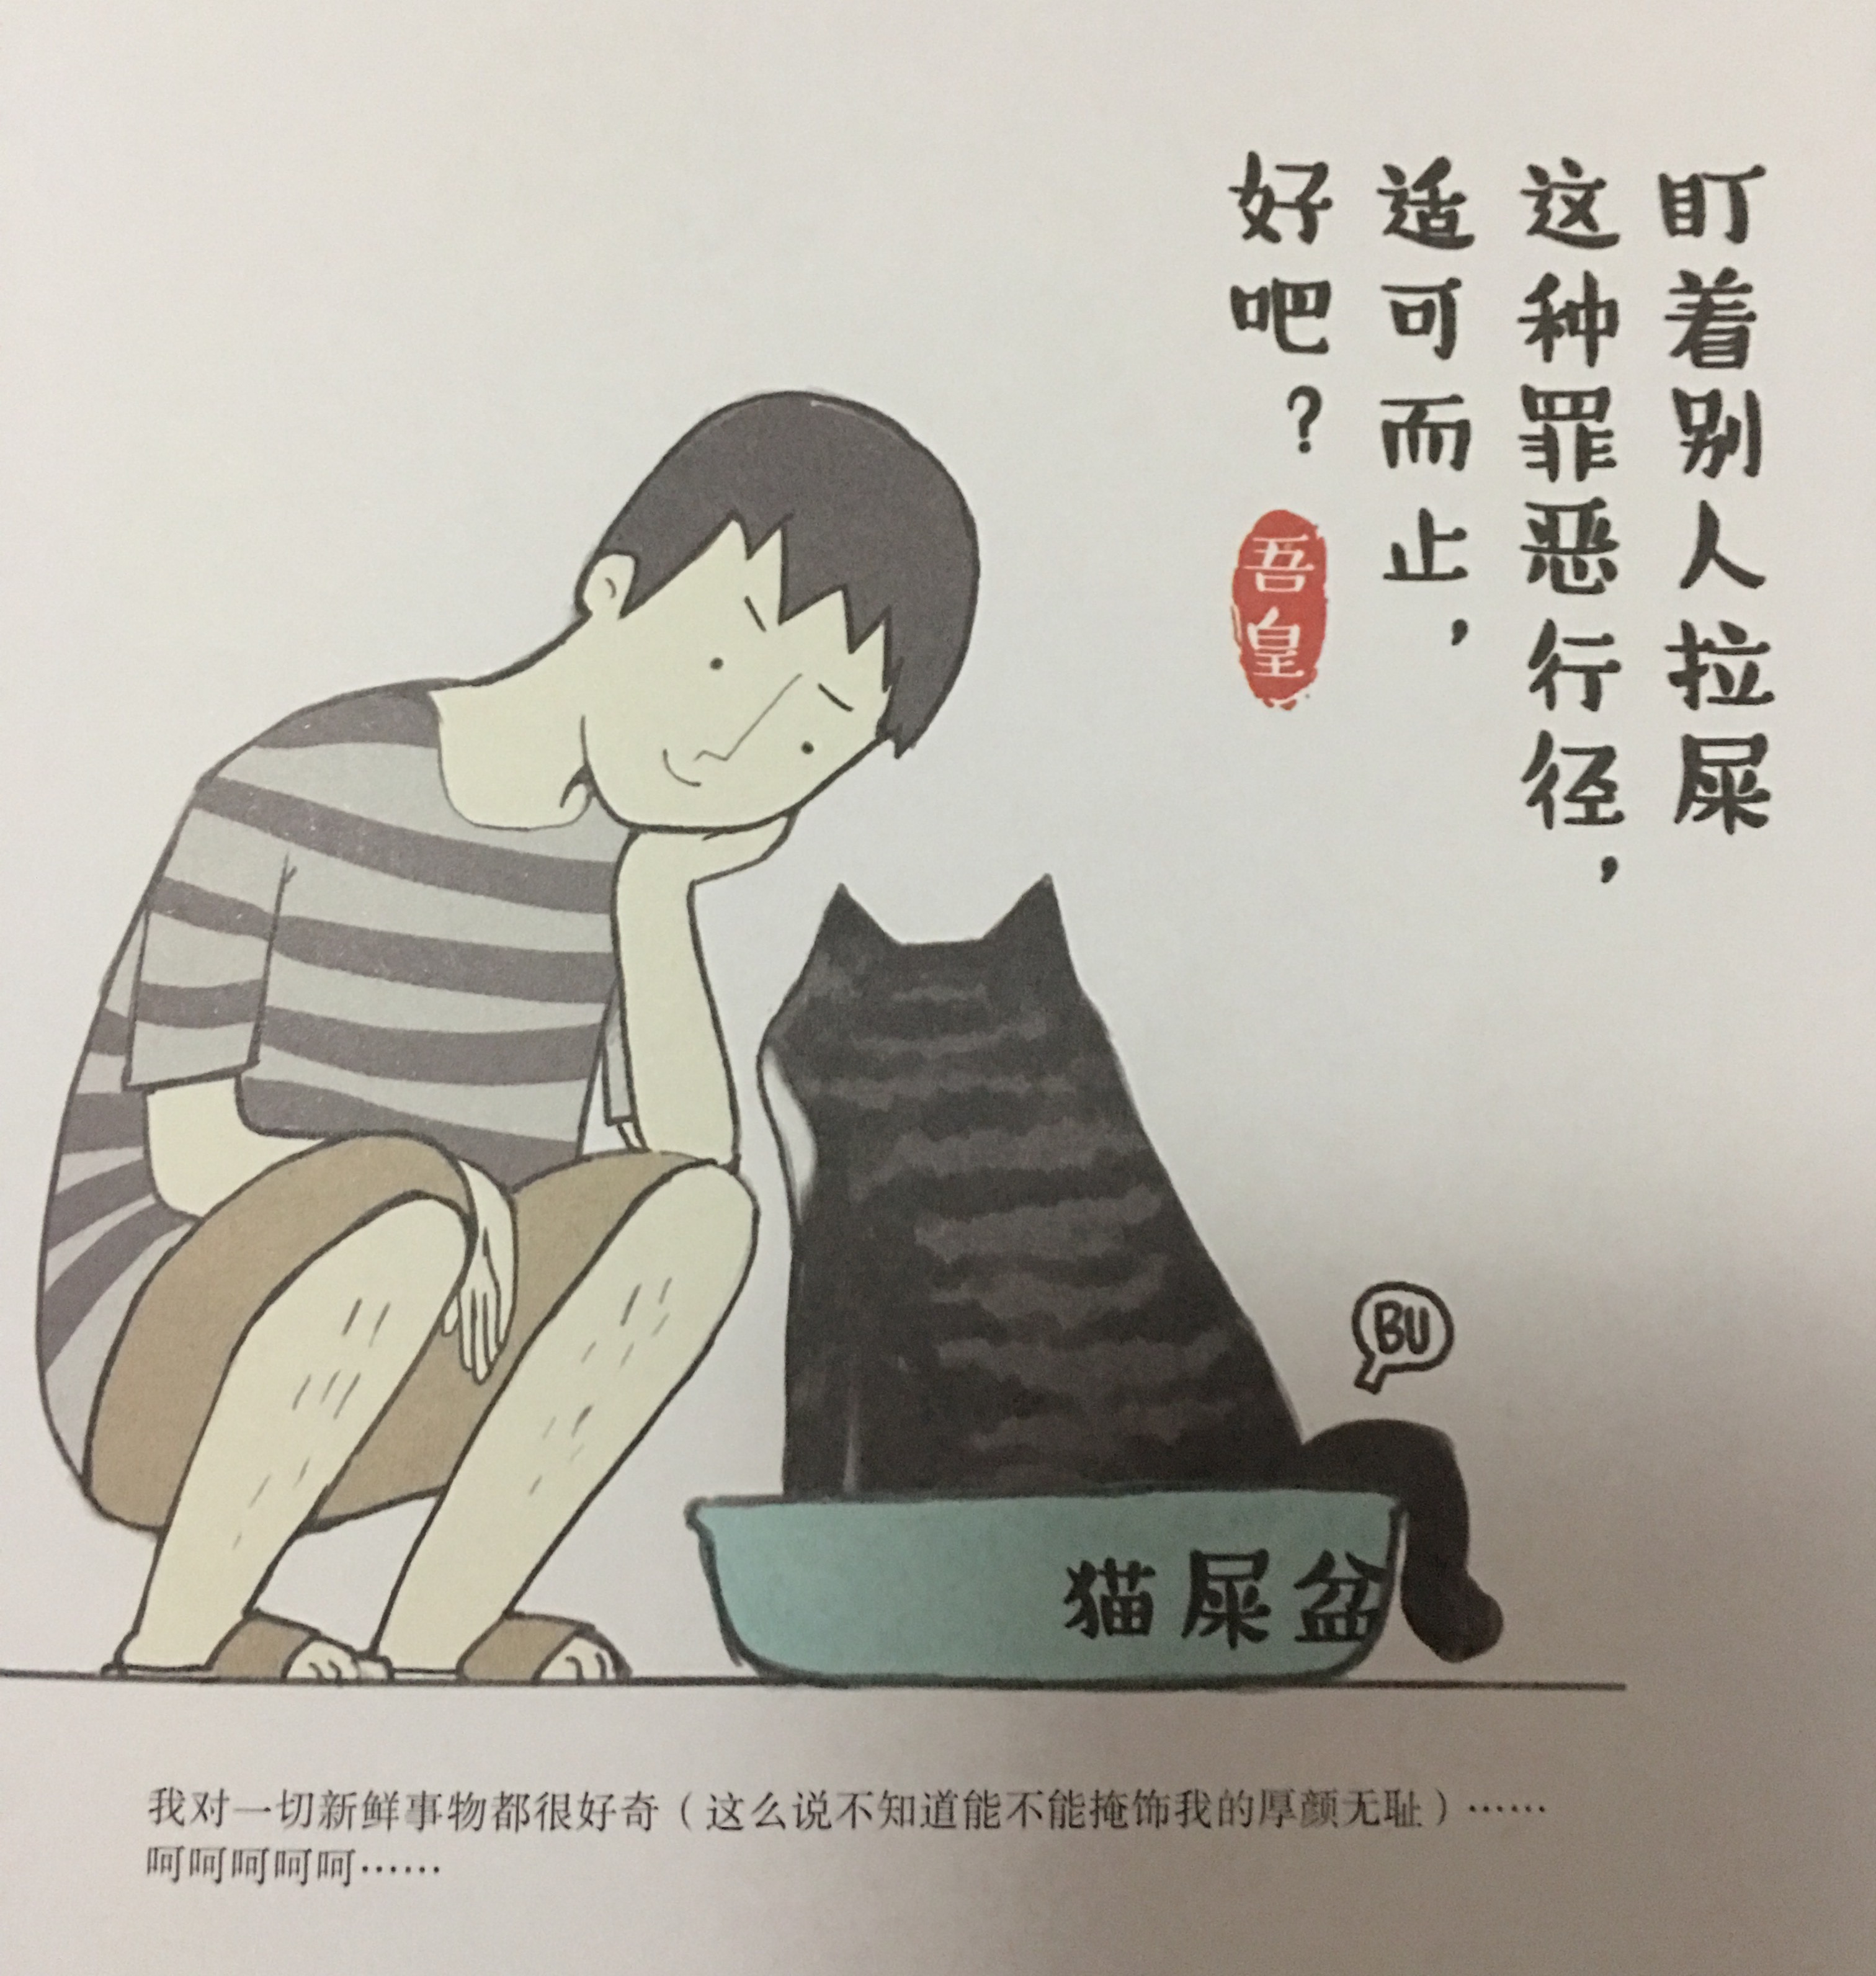 盯着别人拉屎
这种罪恶行径，
适可而止，
好吧？
吾皇
BU
猫屎盆
我对一切新鲜事物都很好奇（这么说不知道能不能掩饰我的厚颜无耻）……
呵呵呵呵呵……